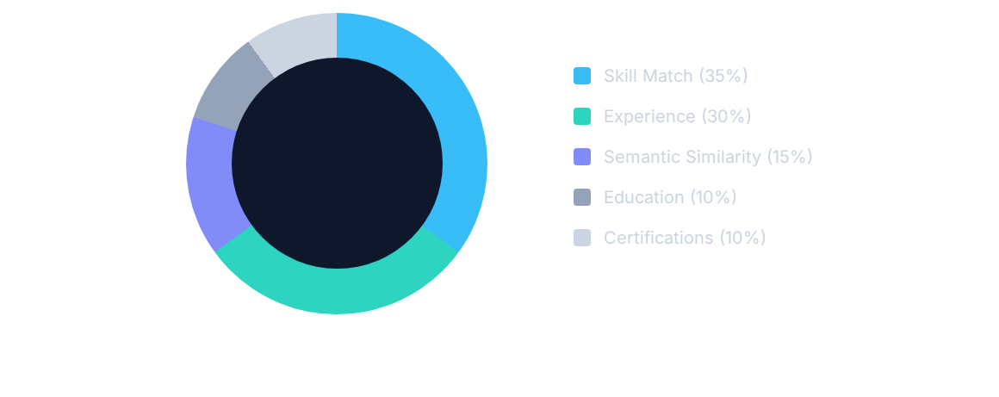 Skill Match (35%)
Experience (30%)
Semantic Similarity (15%)
Education (10%)
Certifications (10%)